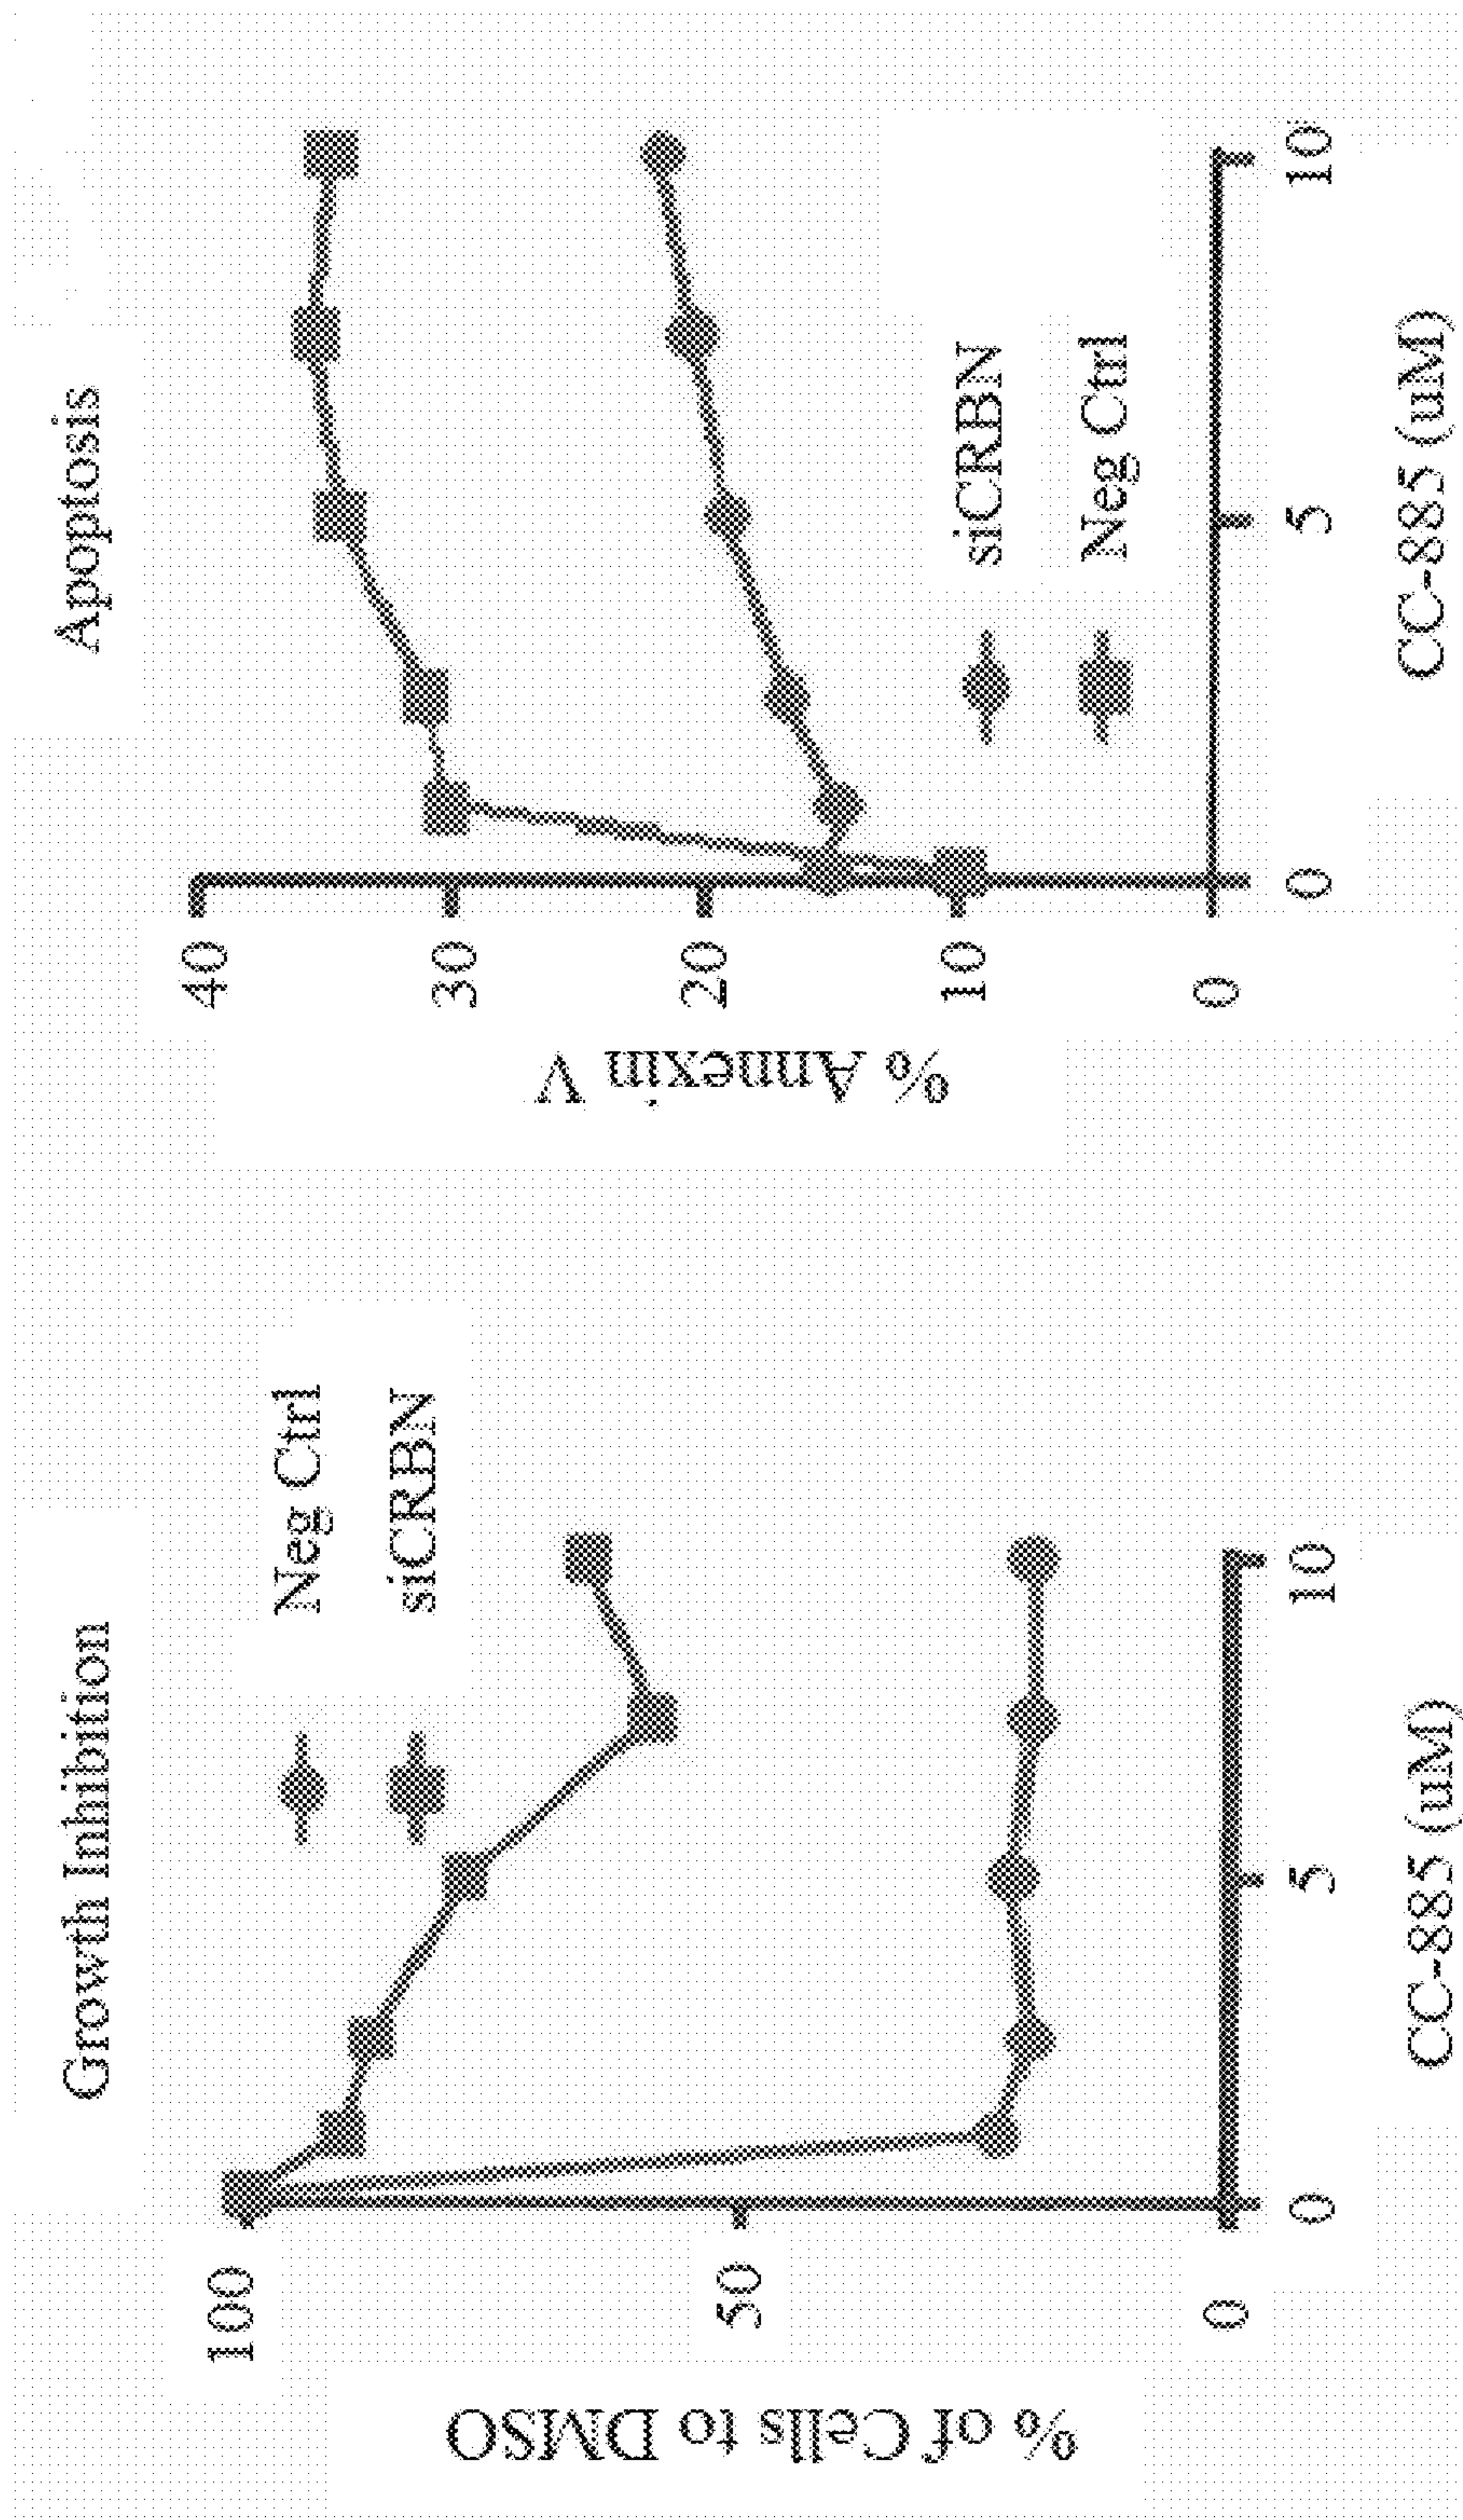 Growth Inhibition
Neg Ctrl
siCRBN
% of Cells to DMSO
100
50
0
0
5
10
CC-885 (uM)
Apoptosis
% Annexin V
40
30
20
10
0
siCRBN
Neg Ctrl
0
5
10
CC-885 (uM)